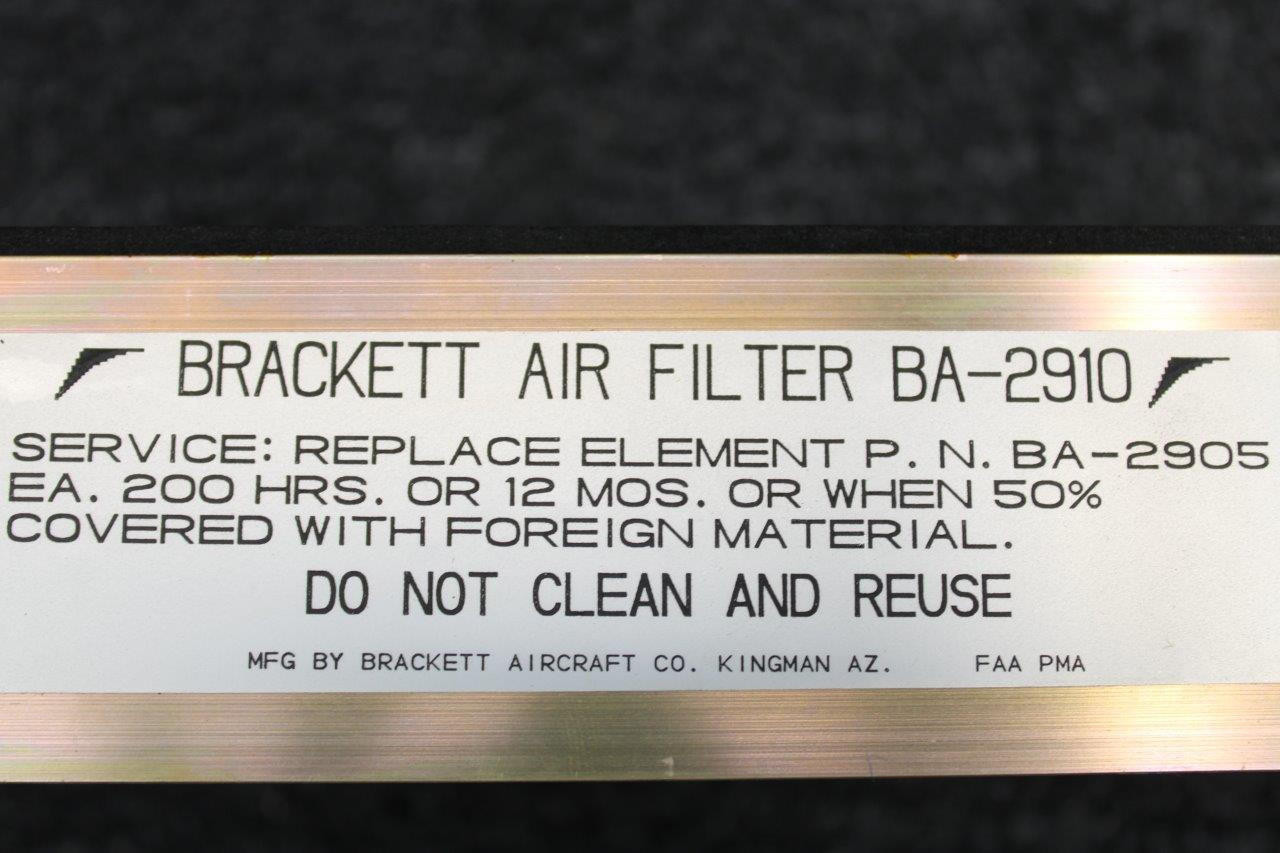 BRACKETT AIR FILTER BA-2910
SERVICE: REPLACE ELEMENT P. N. BA-2905
EA. 200 HRS. OR 12 MOS. OR WHEN 50%
COVERED WITH FOREIGN MATERIAL.
DO NOT CLEAN AND REUSE
MFG BY BRACKETT AIRCRAFT CO. KINGMAN AZ. FAA PMA